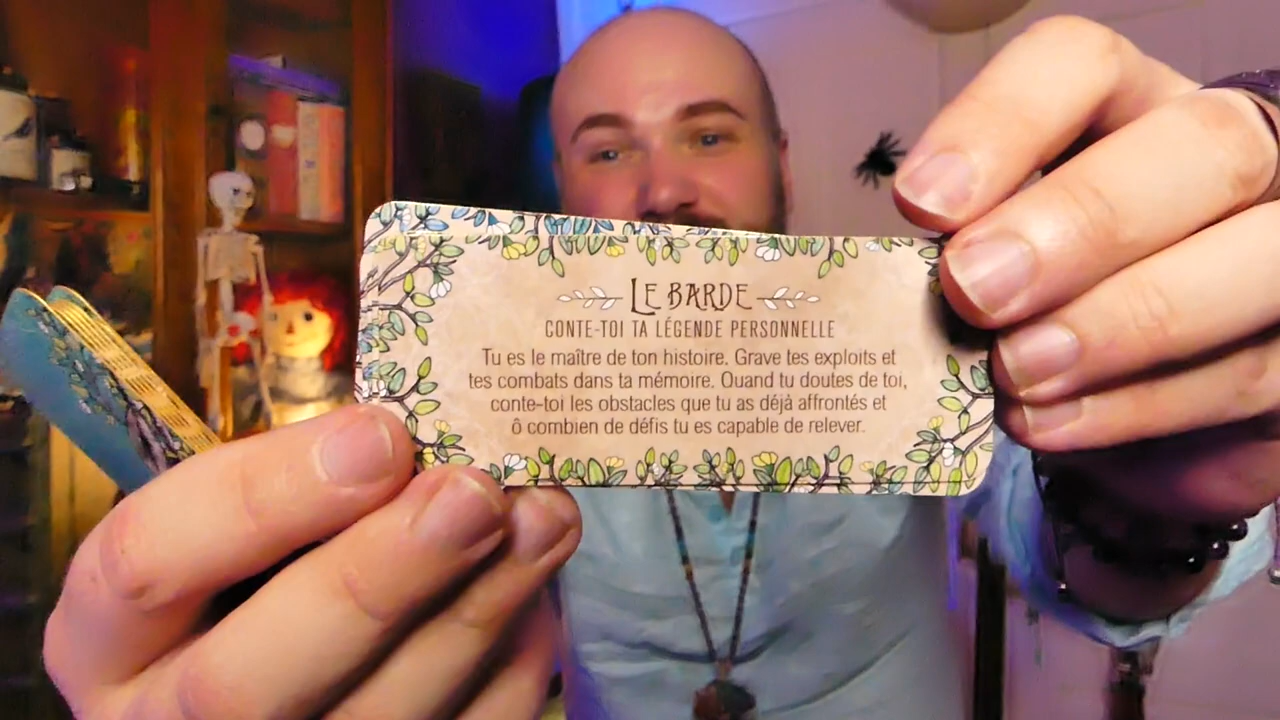 LE BARDE
CONTE-TOI TA LÉGENDE PERSONNELLE
Tu es le maître de ton histoire. Grave tes exploits et
tes combats dans ta mémoire. Quand tu doutes de toi,
conte-toi les obstacles que tu as déjà affrontés et
ô combien de défis tu es capable de relever.